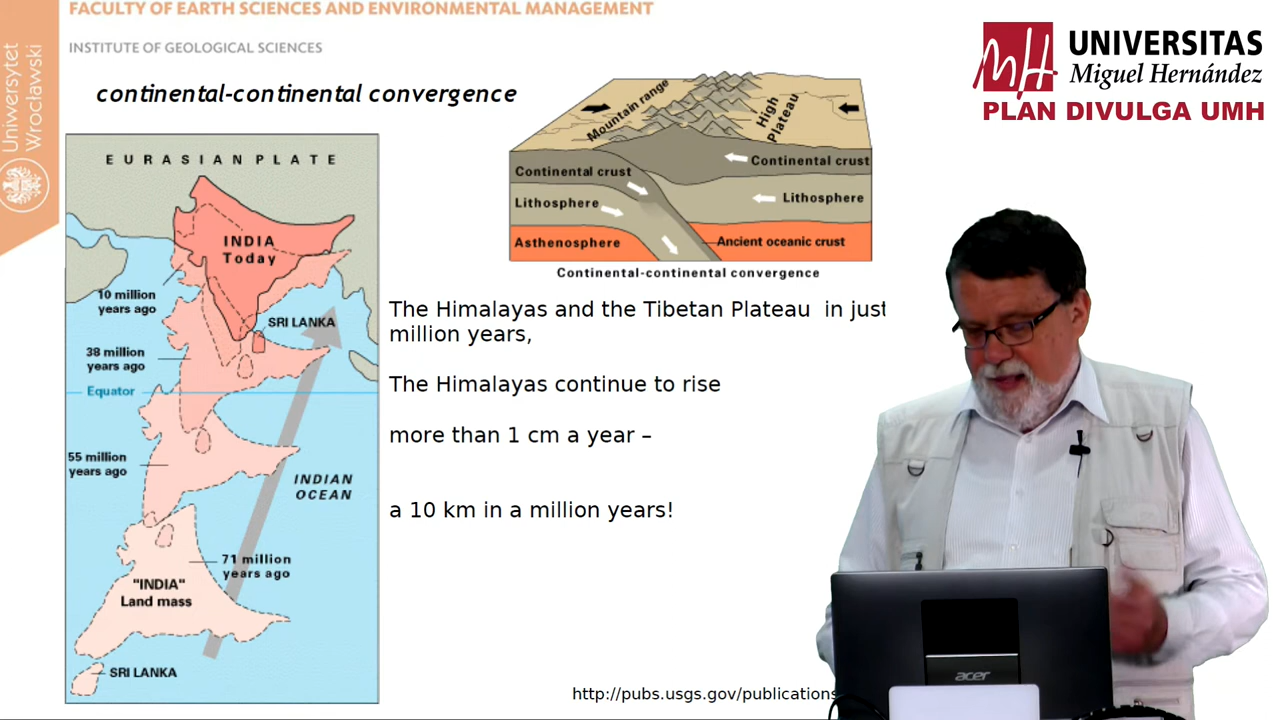 FACULTY OF EARTH SCIENCES AND ENVIRONMENTAL MANAGEMENT
INSTITUTE OF GEOLOGICAL SCIENCES
Uniwersytet
Wrocławski
UNIVERSITAS
Miguel Hernández
PLAN DIVULGA UMH
continental-continental convergence
EURASIAN PLATE
INDIA
Today
10 million
years ago
SRI LANKA
38 million
years ago
Equator
55 million
years ago
INDIAN
OCEAN
71 million
years ago
"INDIA"
Land mass
SRI LANKA
Mountain range
High
Plateau
Continental crust
Continental crust
Lithosphere
Lithosphere
Asthenosphere
Ancient oceanic crust
Continental-continental convergence
The Himalayas and the Tibetan Plateau in just
million years,
The Himalayas continue to rise
more than 1 cm a year –
a 10 km in a million years!
http://pubs.usgs.gov/publications
acer